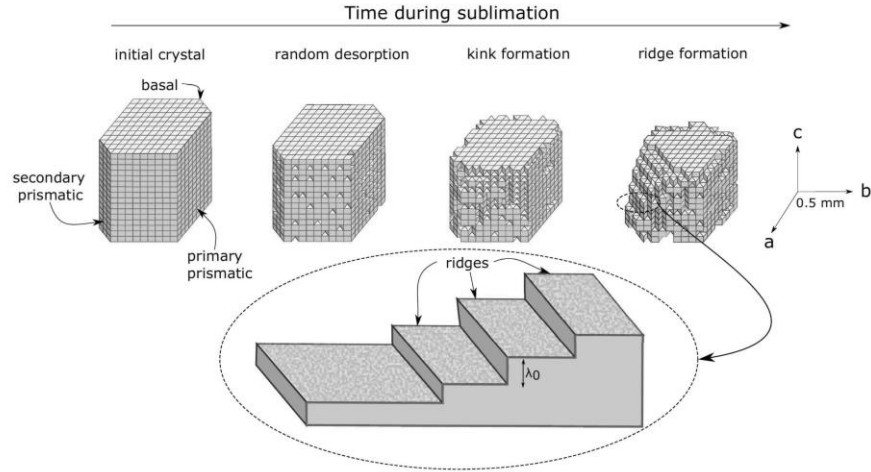 Time during sublimation
initial crystal
random desorption
kink formation
ridge formation
basal
secondary
prismatic
primary
prismatic
c
b
0.5 mm
a
ridges
λ0